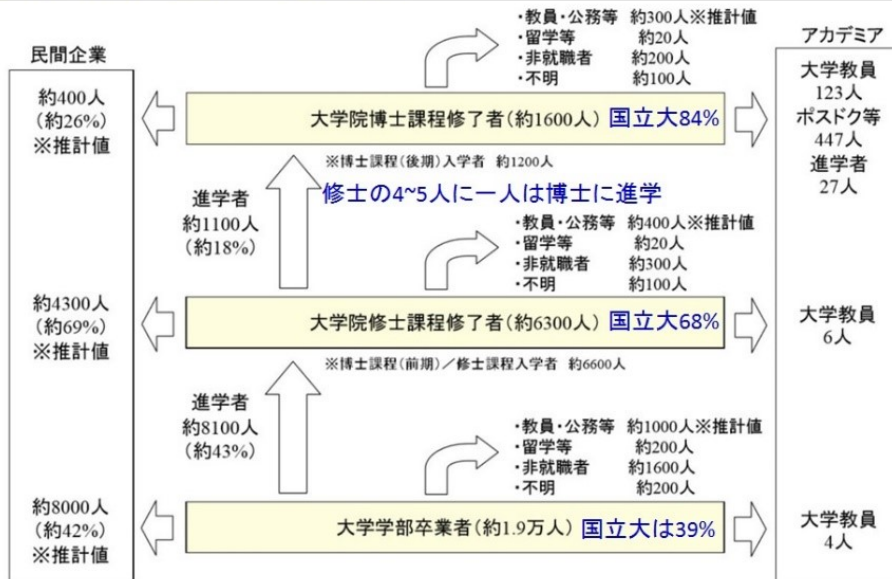 ・教員・公務等 約300人※推計値
・留学等 約20人
・非就職者 約200人
・不明 約100人
民間企業
アカデミア
約400人
(約26%)
※推計値
大学院博士課程修了者(約1600人) 国立大84%
大学教員
123人
ポスドク等
447人
進学者
27人
※博士課程(後期)入学者 約1200人
進学者
約1100人
(約18%)
修士の4~5人に一人は博士に進学
・教員・公務等 約400人※推計値
・留学等 約20人
・非就職者 約300人
・不明 約100人
約4300人
(約69%)
※推計値
大学院修士課程修了者(約6300人) 国立大68%
大学教員
6人
※博士課程(前期)/修士課程入学者 約6600人
進学者
約8100人
(約43%)
・教員・公務等 約1000人※推計値
・留学等 約200人
・非就職者 約1600人
・不明 約200人
約8000人
(約42%)
※推計値
大学学部卒業者(約1.9万人) 国立大は39%
大学教員
4人